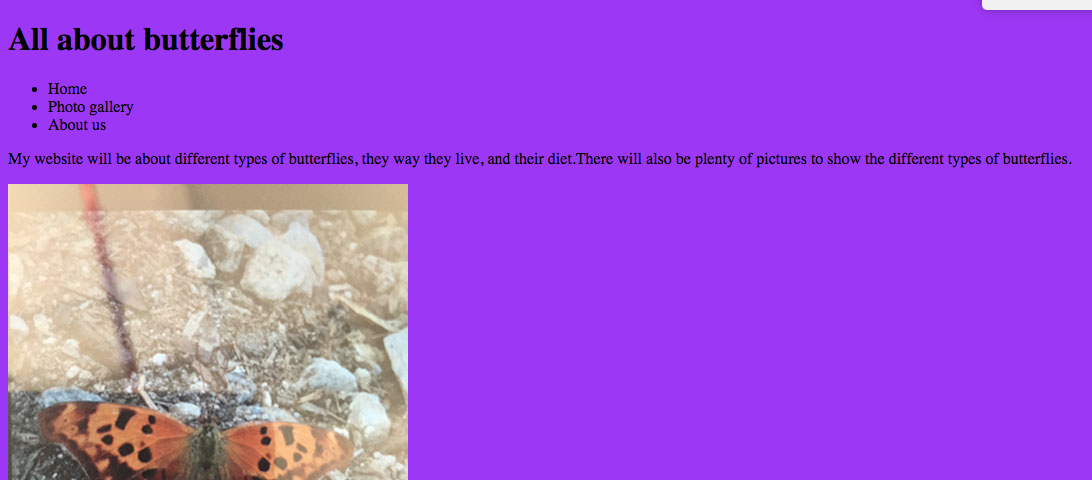 All about butterflies
Home
Photo gallery
About us
My website will be about different types of butterflies, they way they live, and their diet.There will also be plenty of pictures to show the different types of butterflies.